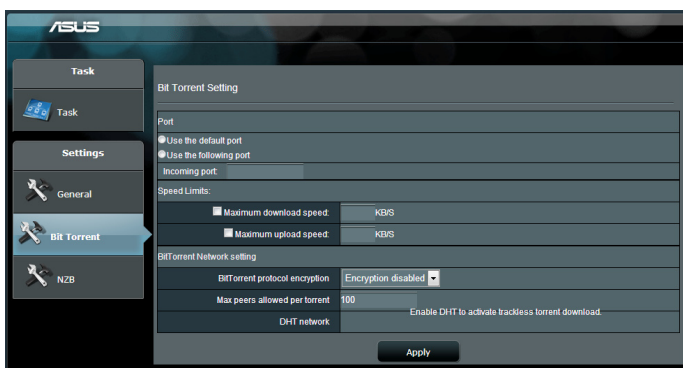 ASUS
Task
Task
Settings
General
Bit Torrent
NZB
Bit Torrent Setting
Port
Use the default port
Use the following port
Incoming port:
Speed Limits:
Maximum download speed: KB/S
Maximum upload speed: KB/S
BitTorrent Network setting
BitTorrent protocol encryption Encryption disabled
Max peers allowed per torrent 100
DHT network Enable DHT to activate trackless torrent download.
Apply